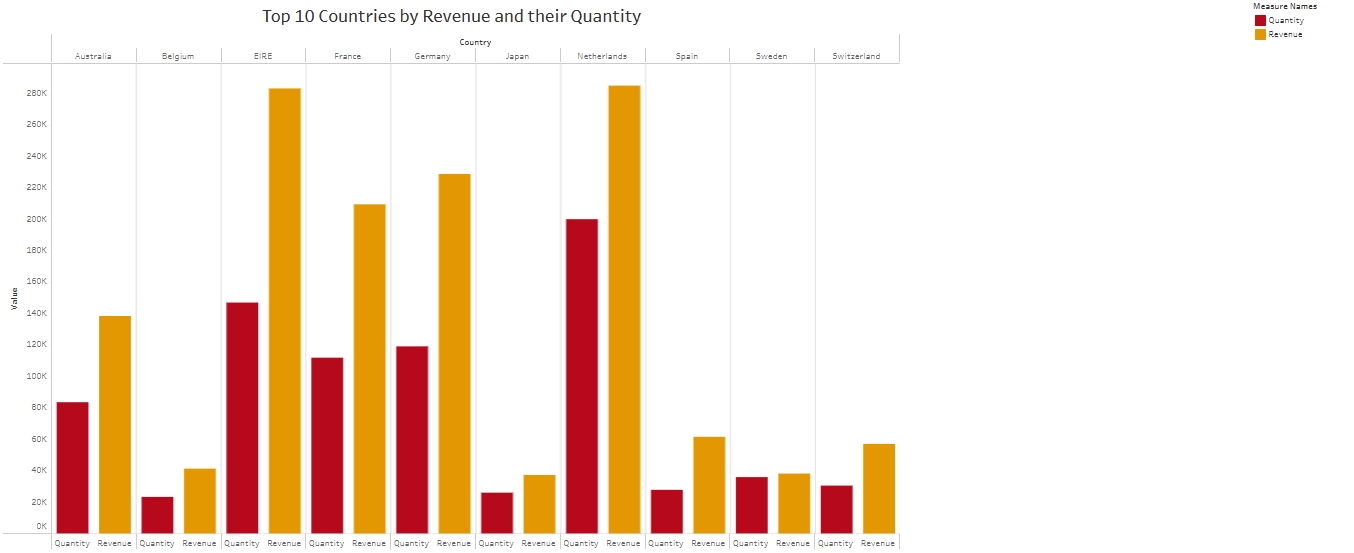 Top 10 Countries by Revenue and their Quantity
Measure Names
Quantity
Revenue
Country
Australia Belgium EIRE France Germany Japan Netherlands Spain Sweden Switzerland
Value
280K
260K
240K
220K
200K
180K
160K
140K
120K
100K
80K
60K
40K
20K
0K
Quantity Revenue Quantity Revenue Quantity Revenue Quantity Revenue Quantity Revenue Quantity Revenue Quantity Revenue Quantity Revenue Quantity Revenue Quantity Revenue